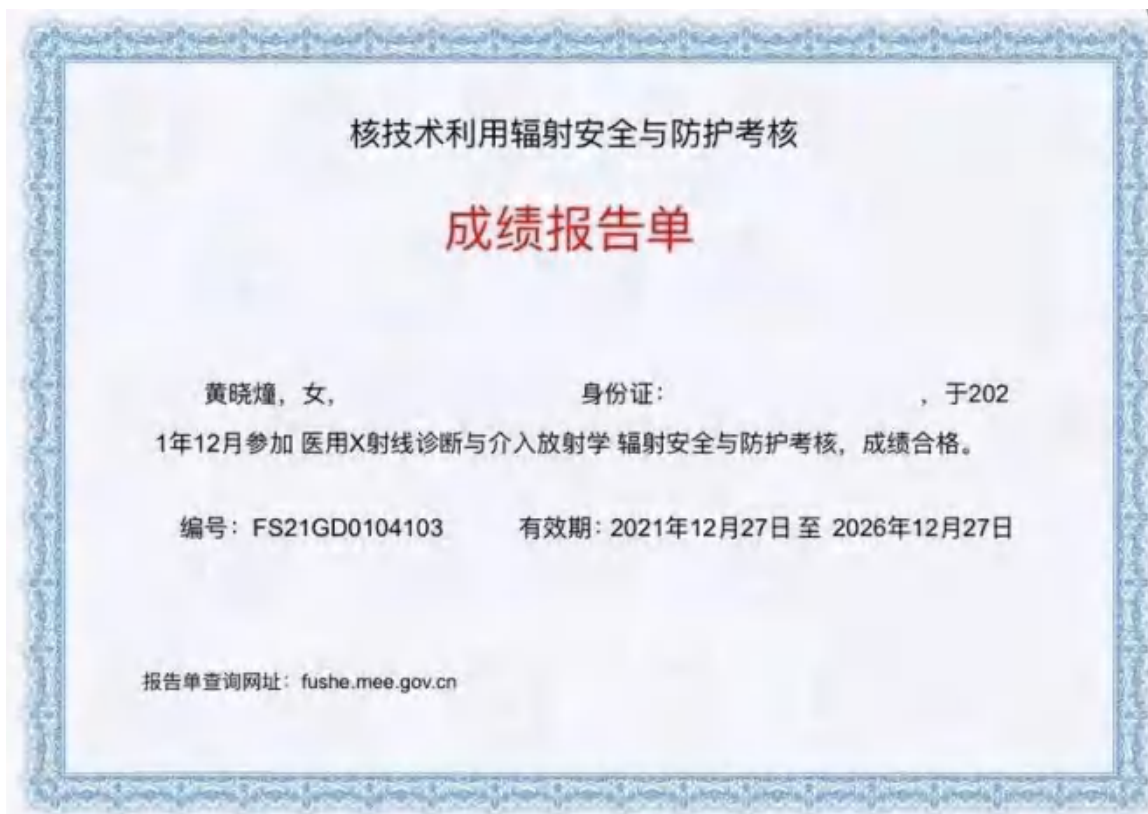 核技术利用辐射安全与防护考核
成绩报告单
黄晓燑，女， 身份证： ，于202
1年12月参加 医用X射线诊断与介入放射学 辐射安全与防护考核，成绩合格。
编号：FS21GD0104103 有效期：2021年12月27日 至 2026年12月27日
报告单查询网址：fushe.mee.gov.cn